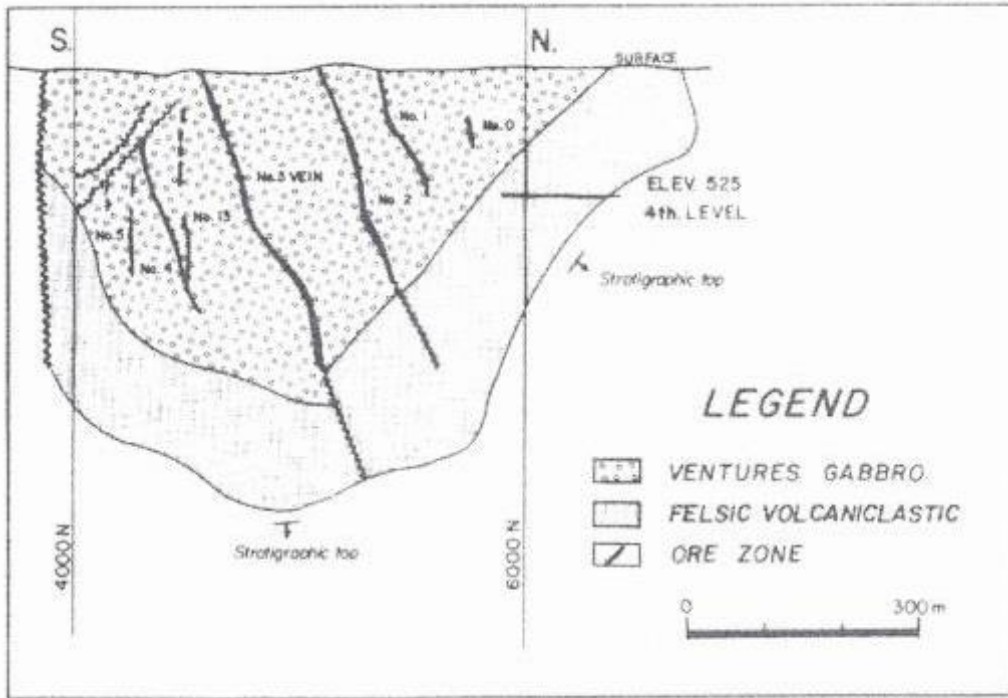 S.
N.
SURFACE
No. 1
No. 0
No. 3 VEIN
No. 2
ELEV. 525
4th. LEVEL
No. 13
No. 5
No. 4
Stratigraphic top
Stratigraphic top
4000 N
6000 N
LEGEND
VENTURES GABBRO
FELSIC VOLCANICLASTIC
ORE ZONE
0 300 m